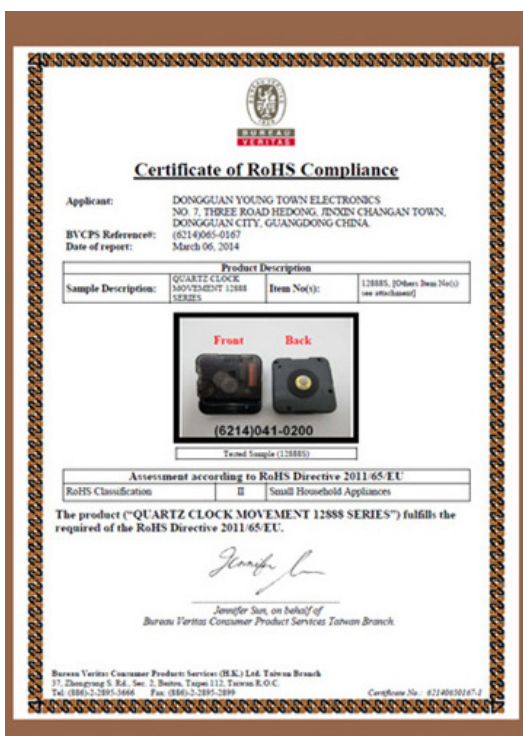 BUREAU
VERITAS
Certificate of RoHS Compliance
Applicant: DONGGUAN YOUNG TOWN ELECTRONICS
NO. 7, THREE ROAD HEDONG, JINXIN CHANGAN TOWN,
DONGGUAN CITY, GUANGDONG CHINA.
BVCPS Reference#: (6214)065-0167
Date of report: March 06, 2014
Product Description
Sample Description: QUARTZ CLOCK MOVEMENT 12888 SERIES Item No(s): 12888S, [Others Item No(s) see attachment]
Front Back
(6214)041-0200
Tested Sample (12888S)
Assessment according to RoHS Directive 2011/65/EU
RoHS Classification II Small Household Appliances
The product (“QUARTZ CLOCK MOVEMENT 12888 SERIES”) fulfills the
required of the RoHS Directive 2011/65/EU.
Jennifer Sun, on behalf of
Bureau Veritas Consumer Product Services Taiwan Branch.
Bureau Veritas Consumer Products Services (H.K.) Ltd. Taiwan Branch
37, Zhongyang S. Rd., Sec. 2, Beitou, Taipei 112, Taiwan R.O.C.
Tel: (886)-2-2895-3666 Fax: (886)-2-2895-2899
Certificate No.: 62140650167-1